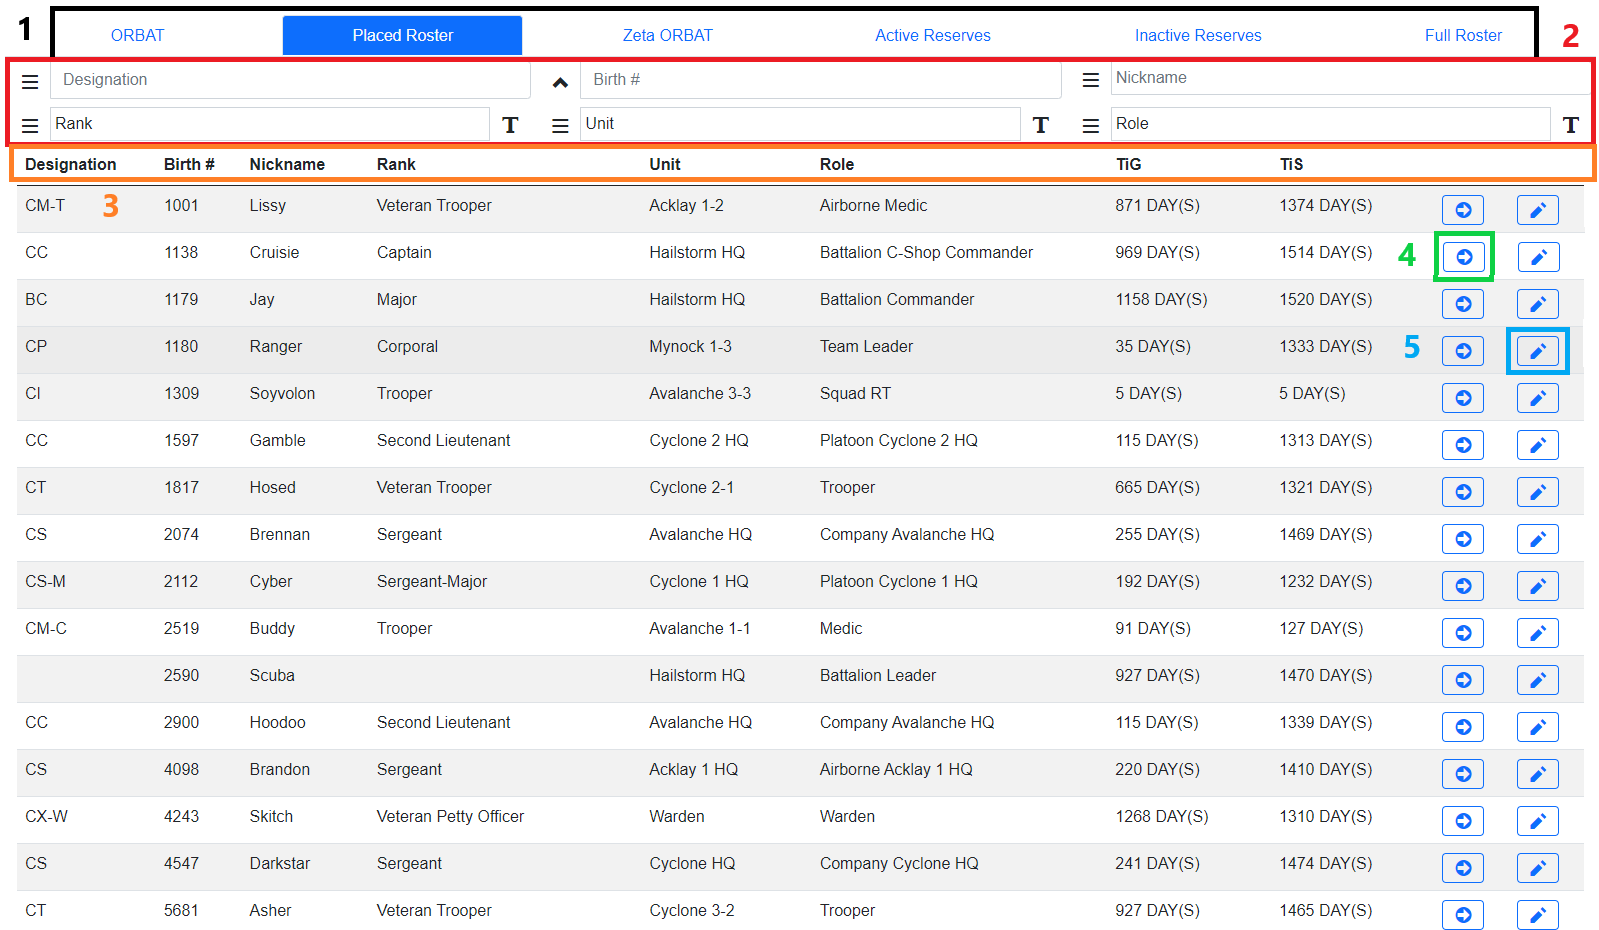 1 ORBAT Placed Roster Zeta ORBAT Active Reserves Inactive Reserves Full Roster 2
Designation Birth # Nickname
Rank T Unit T Role T
Designation Birth # Nickname Rank Unit Role TiG TiS
CM-T 3 1001 Lissy Veteran Trooper Acklay 1-2 Airborne Medic 871 DAY(S) 1374 DAY(S)
CC 1138 Cruisie Captain Hailstorm HQ Battalion C-Shop Commander 969 DAY(S) 1514 DAY(S) 4
BC 1179 Jay Major Hailstorm HQ Battalion Commander 1158 DAY(S) 1520 DAY(S)
CP 1180 Ranger Corporal Mynock 1-3 Team Leader 35 DAY(S) 1333 DAY(S) 5
CI 1309 Soyvolon Trooper Avalanche 3-3 Squad RT 5 DAY(S) 5 DAY(S)
CC 1597 Gamble Second Lieutenant Cyclone 2 HQ Platoon Cyclone 2 HQ 115 DAY(S) 1313 DAY(S)
CT 1817 Hosed Veteran Trooper Cyclone 2-1 Trooper 665 DAY(S) 1321 DAY(S)
CS 2074 Brennan Sergeant Avalanche HQ Company Avalanche HQ 255 DAY(S) 1469 DAY(S)
CS-M 2112 Cyber Sergeant-Major Cyclone 1 HQ Platoon Cyclone 1 HQ 192 DAY(S) 1232 DAY(S)
CM-C 2519 Buddy Trooper Avalanche 1-1 Medic 91 DAY(S) 127 DAY(S)
2590 Scuba Hailstorm HQ Battalion Leader 927 DAY(S) 1470 DAY(S)
CC 2900 Hoodoo Second Lieutenant Avalanche HQ Company Avalanche HQ 115 DAY(S) 1339 DAY(S)
CS 4098 Brandon Sergeant Acklay 1 HQ Airborne Acklay 1 HQ 220 DAY(S) 1410 DAY(S)
CX-W 4243 Skitch Veteran Petty Officer Warden Warden 1268 DAY(S) 1310 DAY(S)
CS 4547 Darkstar Sergeant Cyclone HQ Company Cyclone HQ 241 DAY(S) 1474 DAY(S)
CT 5681 Asher Veteran Trooper Cyclone 3-2 Trooper 927 DAY(S) 1465 DAY(S)